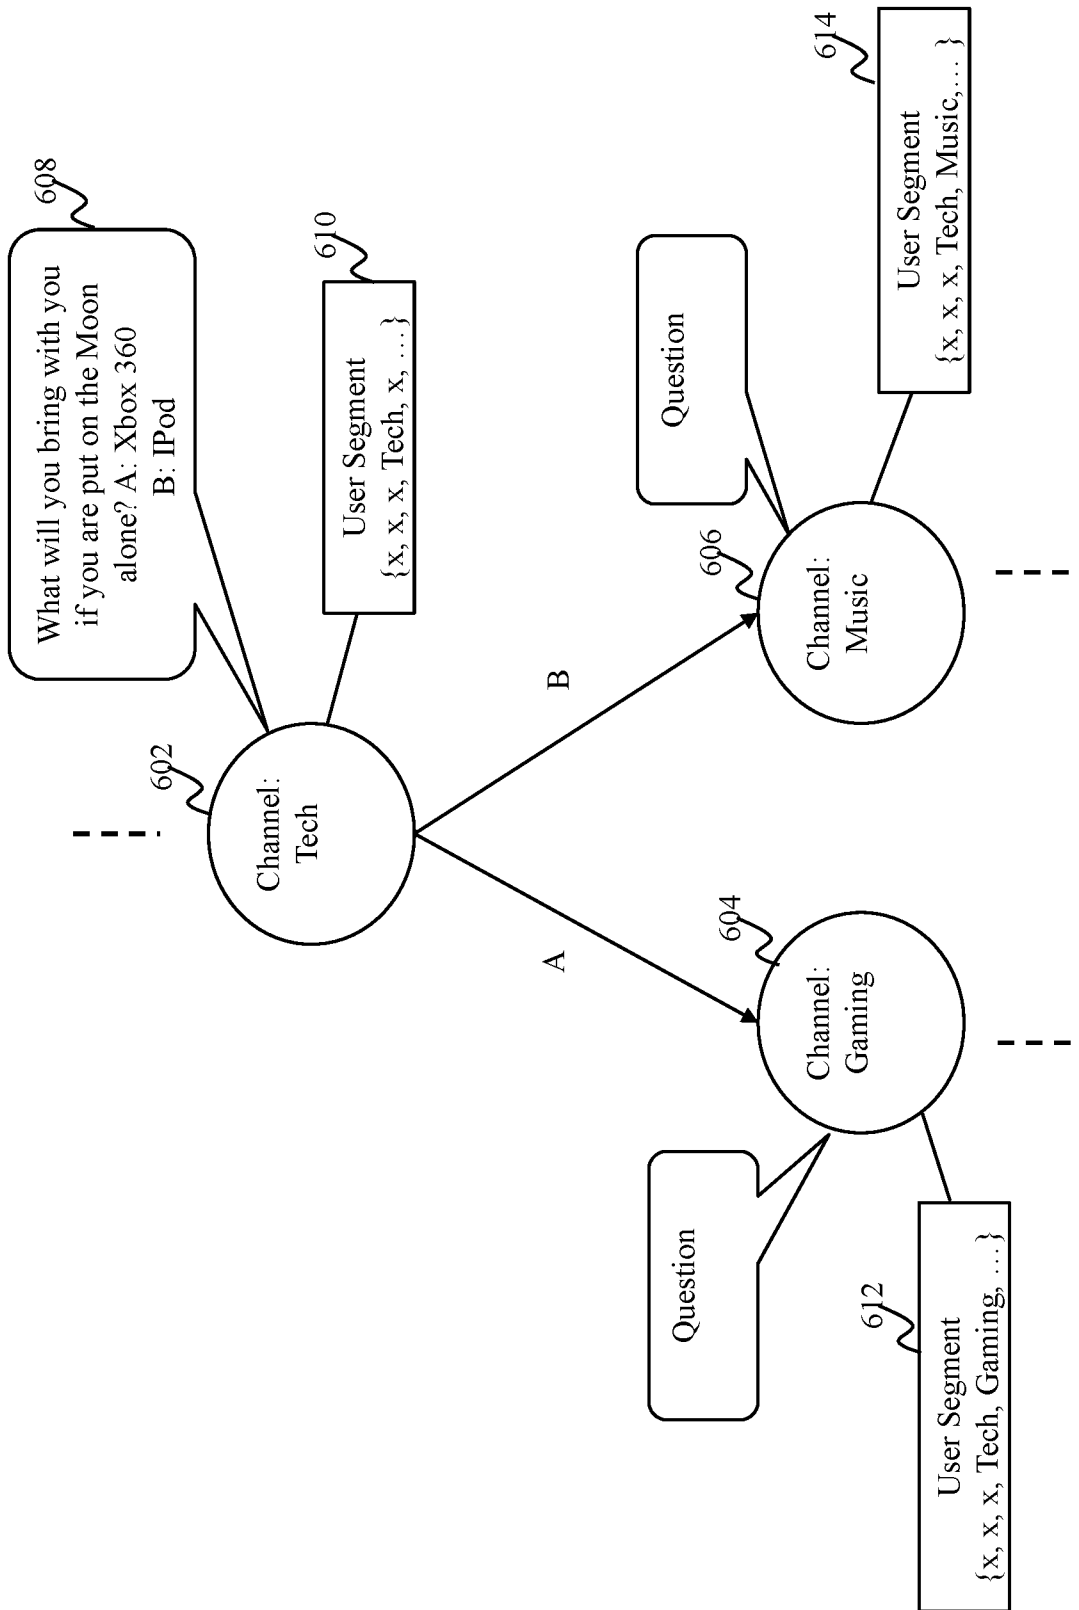 608
What will you bring with you
if you are put on the Moon
alone? A: Xbox 360
B: IPod
602
Channel:
Tech
610
User Segment
{x, x, x, Tech, x, …}
A
B
604
Channel:
Gaming
Question
612
User Segment
{x, x, x, Tech, Gaming, …}
606
Channel:
Music
Question
614
User Segment
{x, x, x, Tech, Music,… }